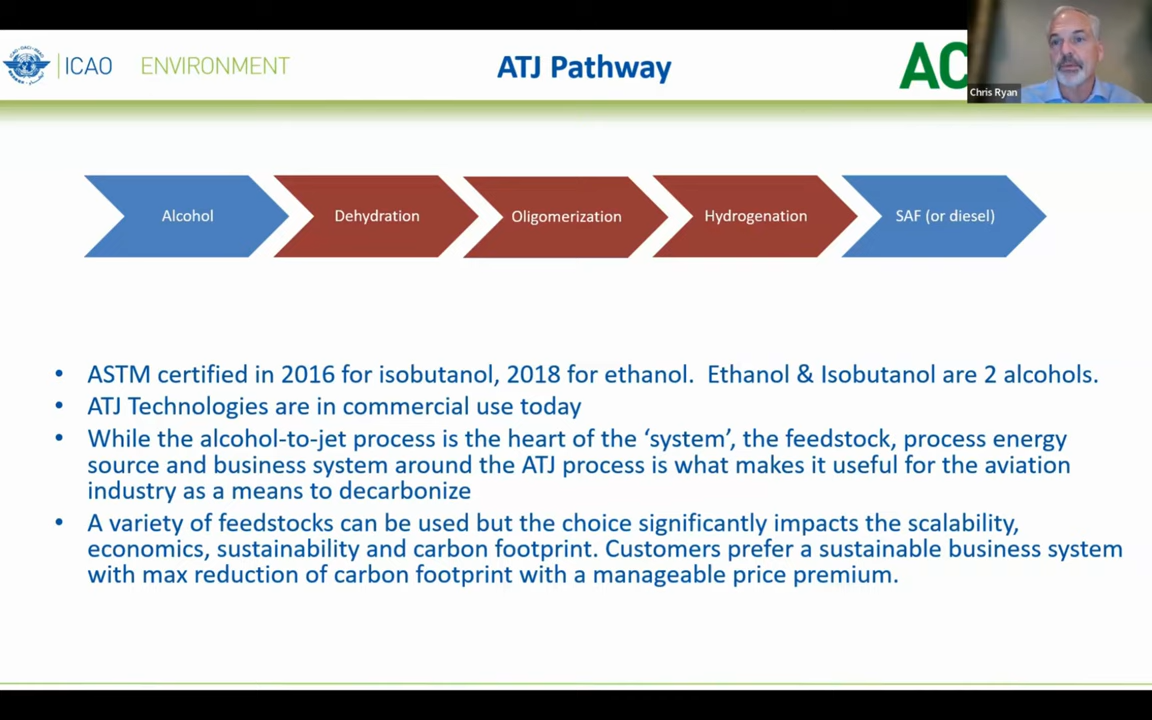 ICAO ENVIRONMENT
ATJ Pathway
AC
Chris Ryan
Alcohol
Dehydration
Oligomerization
Hydrogenation
SAF (or diesel)
• ASTM certified in 2016 for isobutanol, 2018 for ethanol. Ethanol & Isobutanol are 2 alcohols.
• ATJ Technologies are in commercial use today
• While the alcohol-to-jet process is the heart of the ‘system’, the feedstock, process energy
source and business system around the ATJ process is what makes it useful for the aviation
industry as a means to decarbonize
• A variety of feedstocks can be used but the choice significantly impacts the scalability,
economics, sustainability and carbon footprint. Customers prefer a sustainable business system
with max reduction of carbon footprint with a manageable price premium.